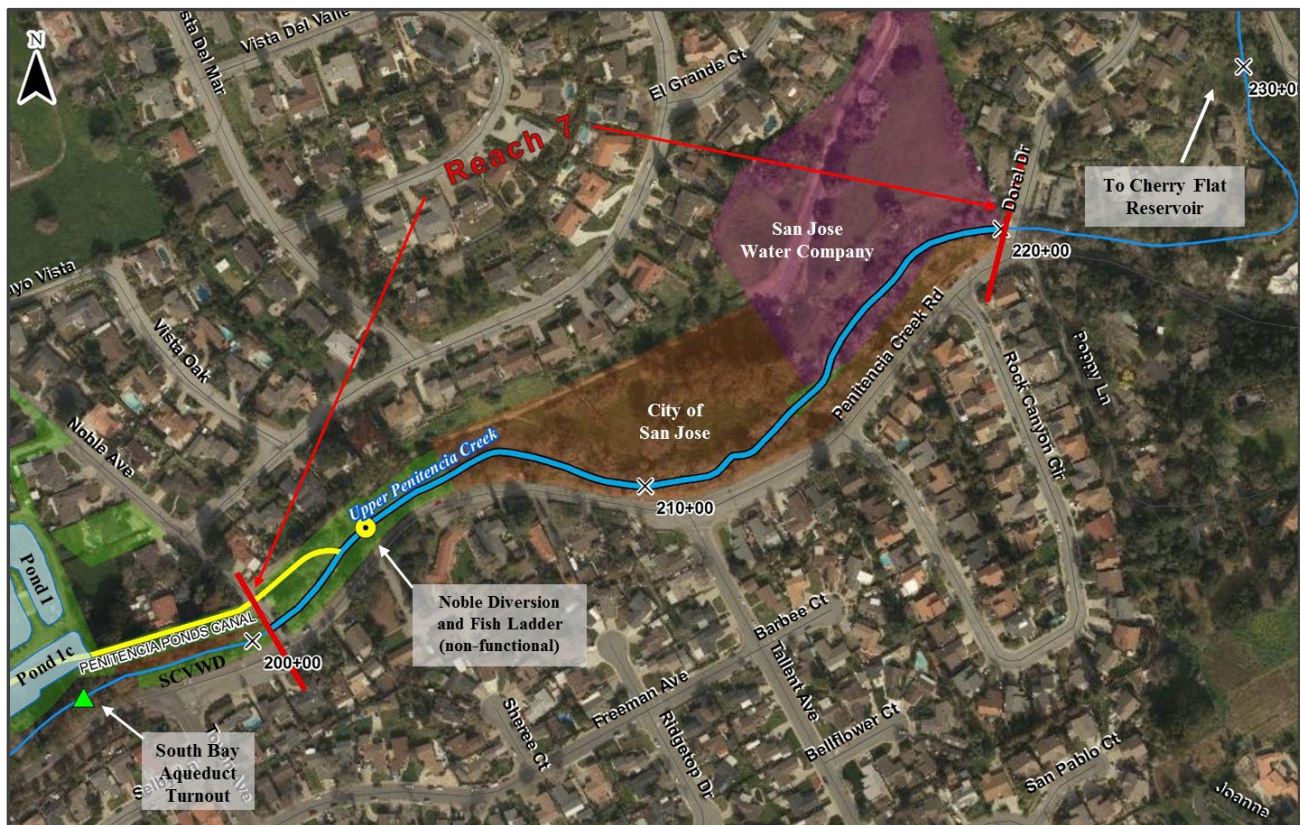 N
Vista Del Mar
Vista Del Valle
El Grande Ct
Reach 7
Dorel Dr
230+0
To Cherry Flat
Reservoir
San Jose
Water Company
220+00
ayo Vista
Vista Oak
Noble Ave
City of
San Jose
Penitencia Creek Rd
Poppy Ln
Rock Canyon Cir
Upper Penitencia Creek
210+00
Pond 1
Noble Diversion
and Fish Ladder
(non-functional)
Barbee Ct
PENITENCIA PONDS CANAL
Pond 1c
SCVWD
200+00
Tallent Ave
Freeman Ave
Sheree Ct
Ridgetop Dr
Bellflower Ct
San Pablo Ct
South Bay
Aqueduct
Turnout
Joanne